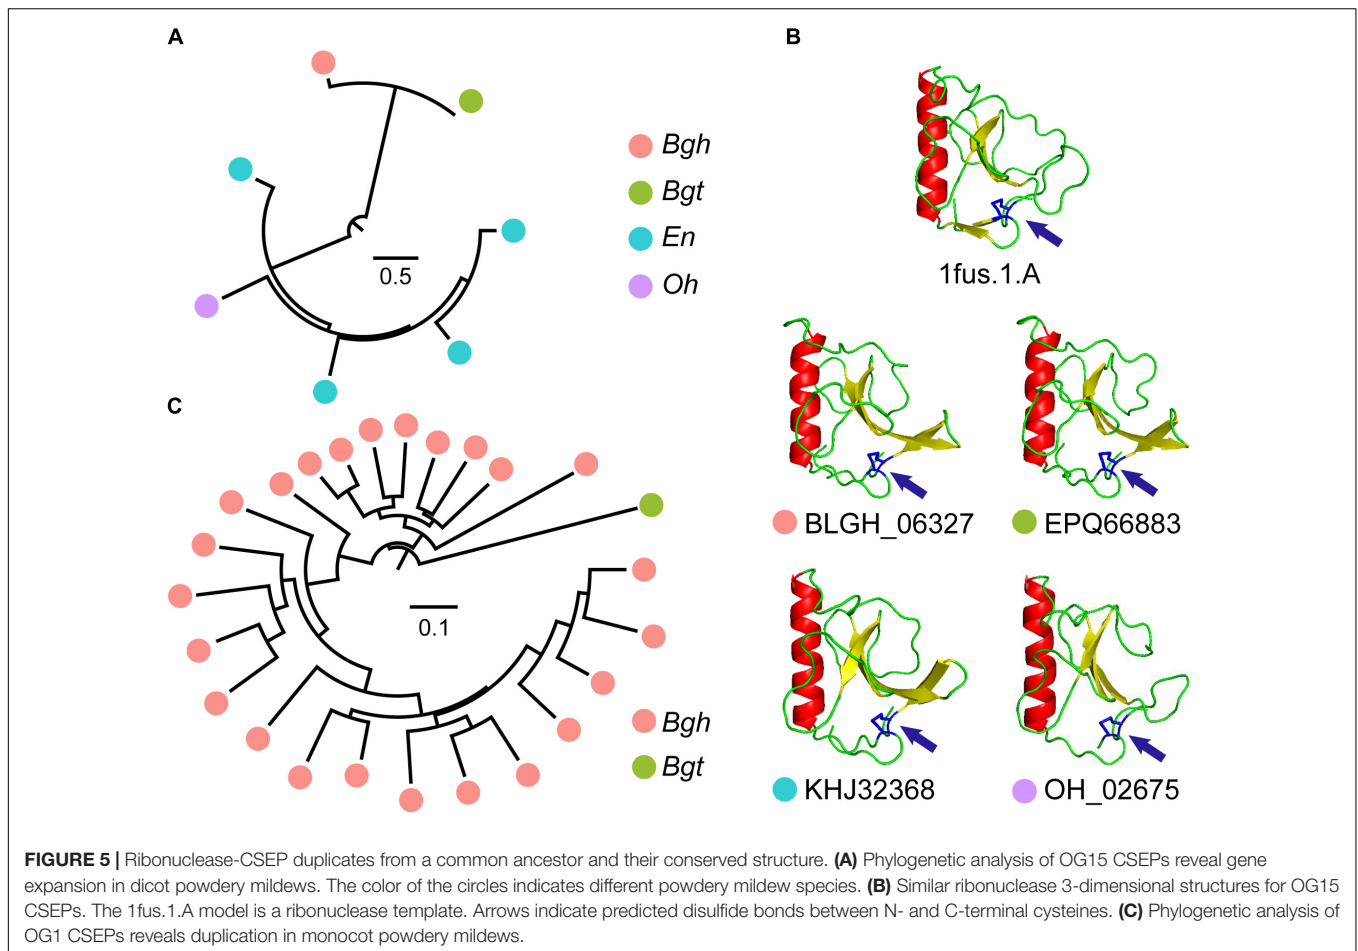 A
B
Bgh
Bgt
En
Oh
0.5
1fus.1.A
C
BLGH_06327
EPQ66883
0.1
Bgh
Bgt
KHJ32368
OH_02675
FIGURE 5 | Ribonuclease-CSEP duplicates from a common ancestor and their conserved structure. (A) Phylogenetic analysis of OG15 CSEPs reveal gene
expansion in dicot powdery mildews. The color of the circles indicates different powdery mildew species. (B) Similar ribonuclease 3-dimensional structures for OG15
CSEPs. The 1fus.1.A model is a ribonuclease template. Arrows indicate predicted disulfide bonds between N- and C-terminal cysteines. (C) Phylogenetic analysis of
OG1 CSEPs reveals duplication in monocot powdery mildews.